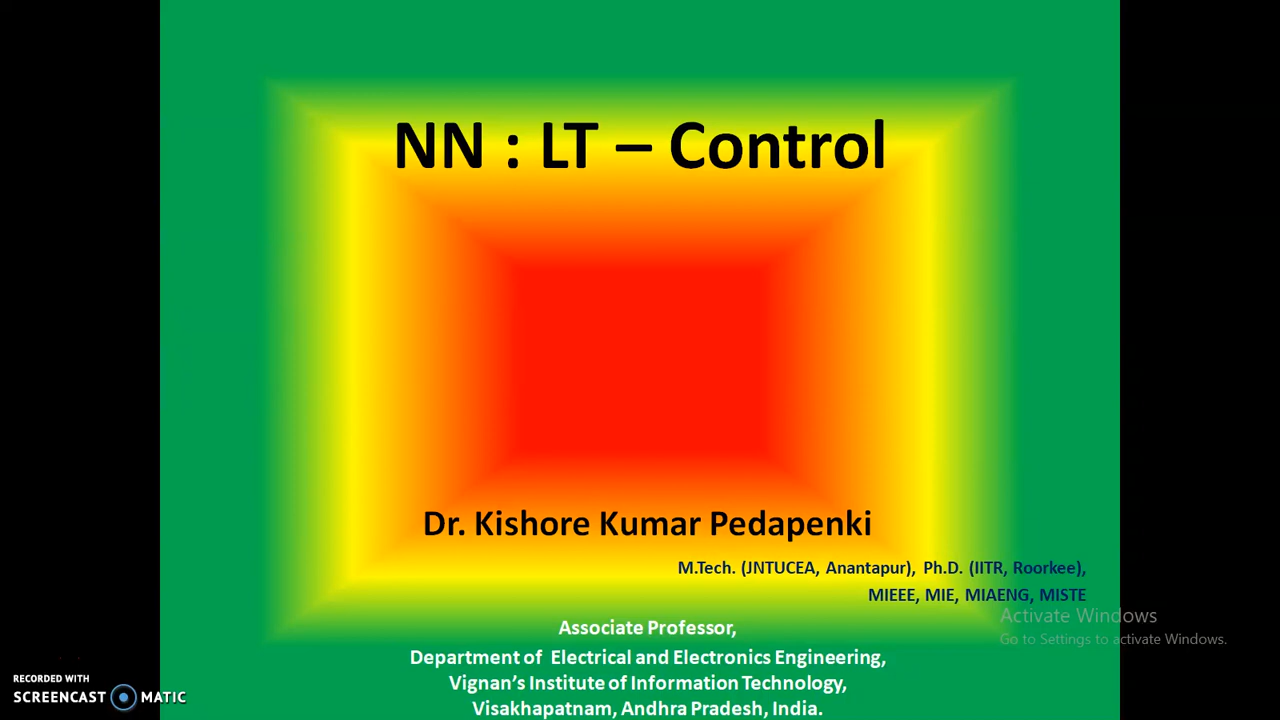 NN : LT – Control
Dr. Kishore Kumar Pedapenki
M.Tech. (JNTUCEA, Anantapur), Ph.D. (IITR, Roorkee),
MIEEE, MIE, MIAENG, MISTE
Activate Windows
Go to Settings to activate Windows.
Associate Professor,
Department of Electrical and Electronics Engineering,
Vignan’s Institute of Information Technology,
Visakhapatnam, Andhra Pradesh, India.
RECORDED WITH
SCREENCAST MATIC